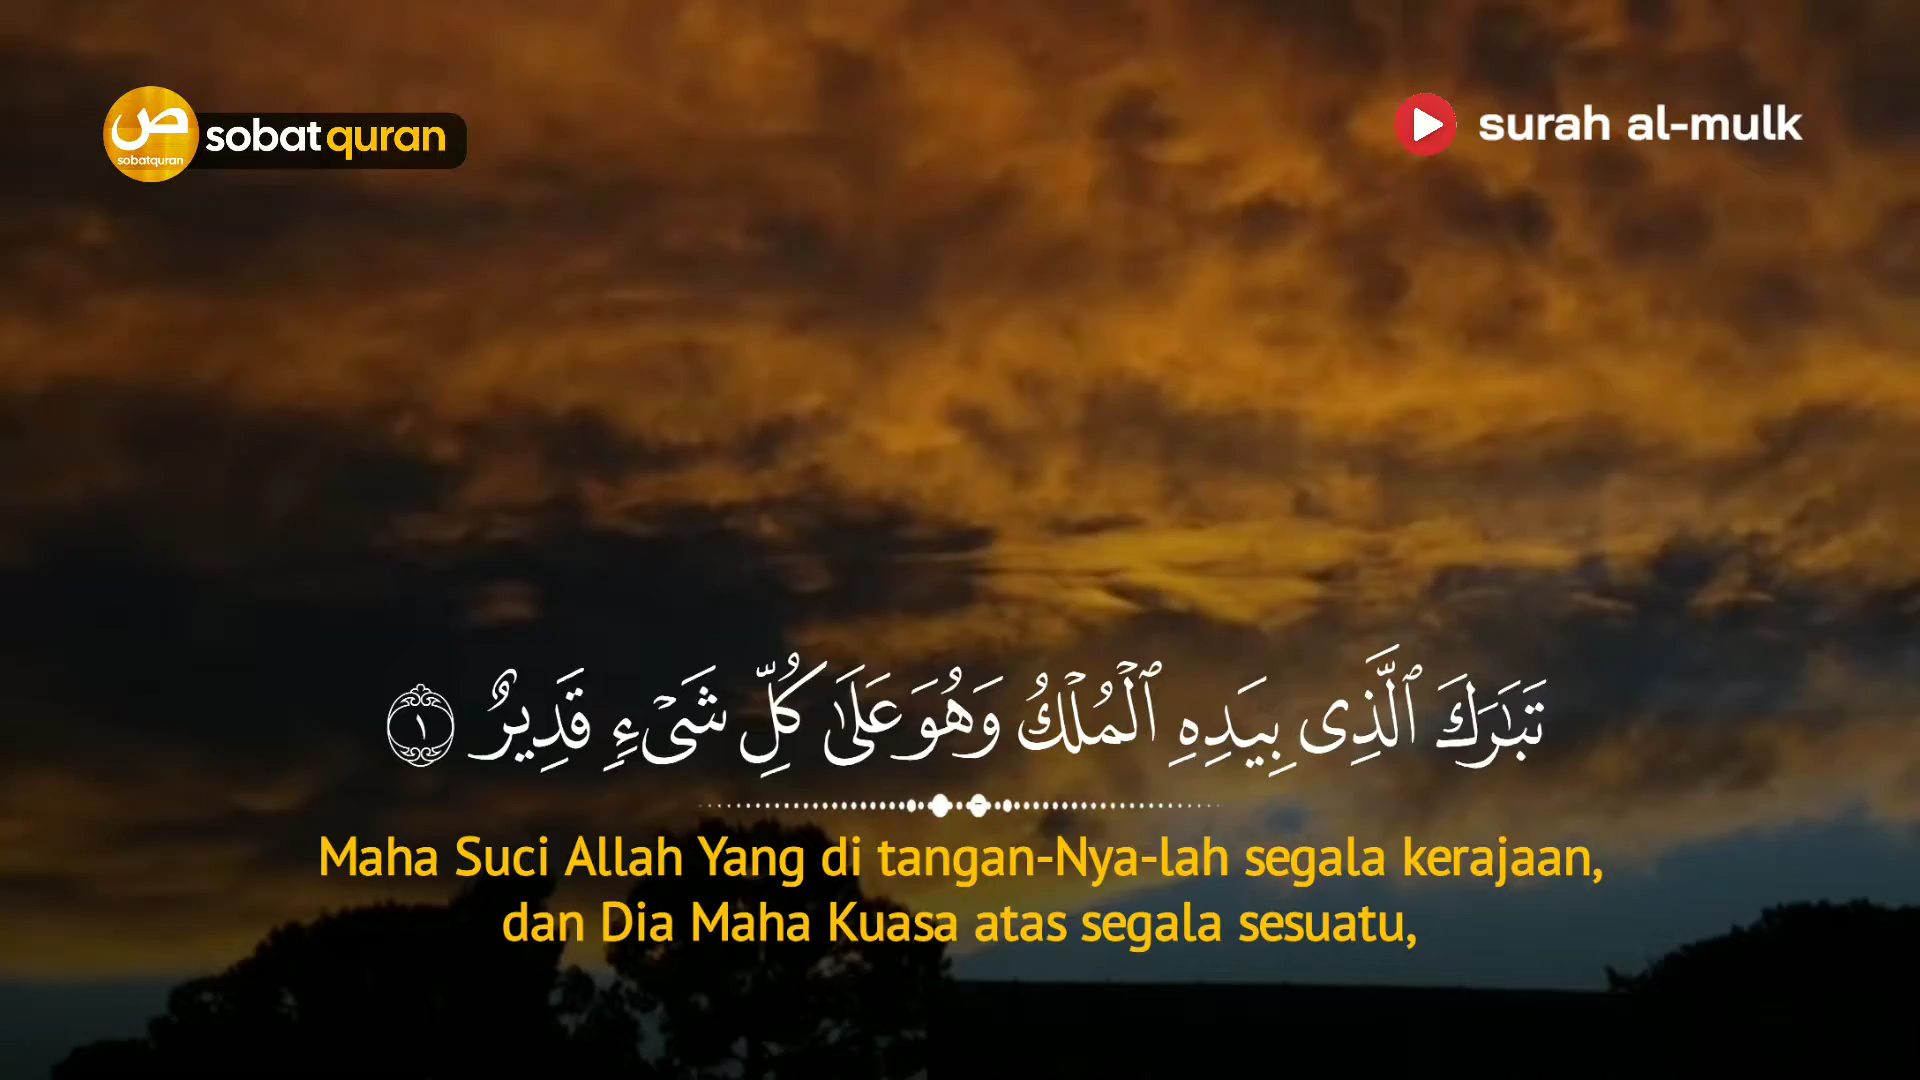 ص
sobatquran
sobat quran
surah al-mulk
تَبَٰرَكَ ٱلَّذِى بِيَدِهِ ٱلْمُلْكُ وَهُوَ عَلَىٰ كُلِّ شَىْءٍ قَدِيرٌ ١
Maha Suci Allah Yang di tangan-Nya-lah segala kerajaan,
dan Dia Maha Kuasa atas segala sesuatu,